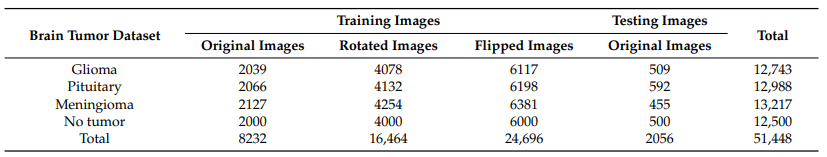 Brain Tumor Dataset Training Images Testing Images Total
Original Images Rotated Images Flipped Images Original Images
Glioma 2039 4078 6117 509 12,743
Pituitary 2066 4132 6198 592 12,988
Meningioma 2127 4254 6381 455 13,217
No tumor 2000 4000 6000 500 12,500
Total 8232 16,464 24,696 2056 51,448